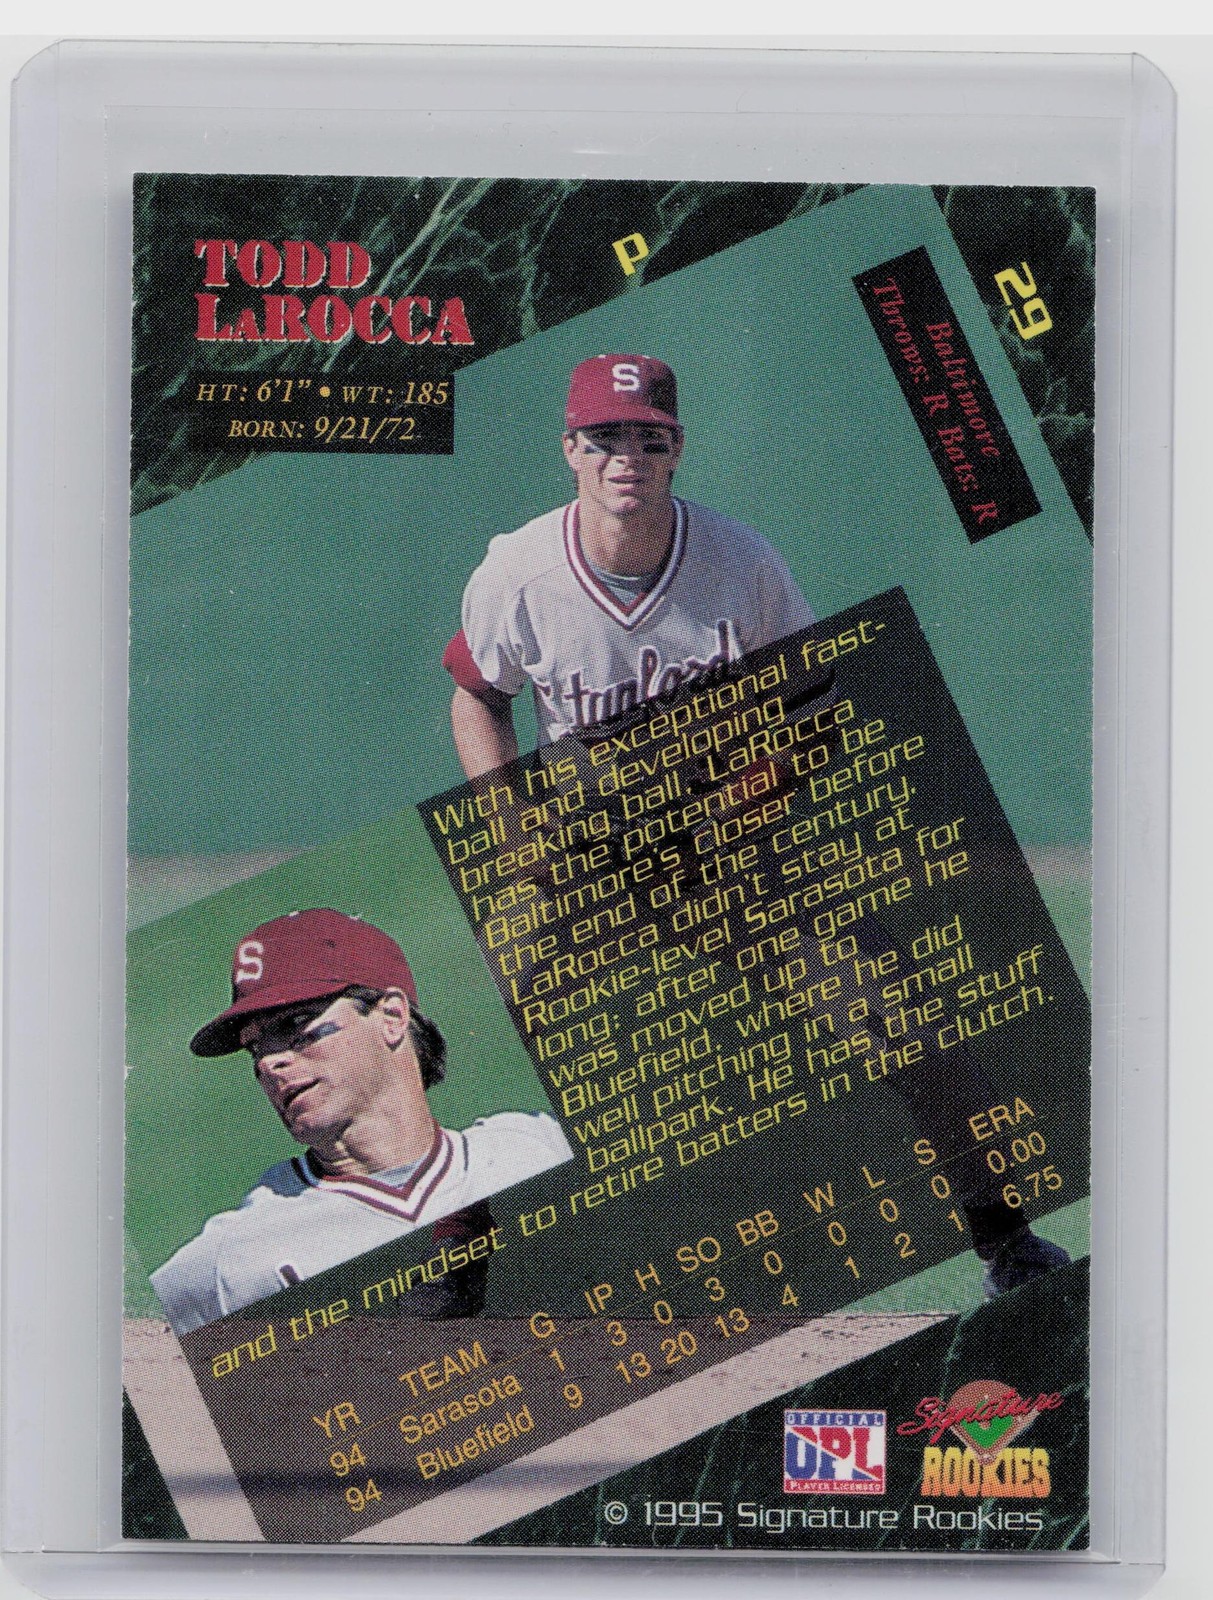 TODD
LaROCCA
HT: 6'1" • WT: 185
BORN: 9/21/72
P
29
Baltimore
Throws: R Bats: R
S
Stanford
With his exceptional fast-
ball and developing
breaking ball, LaRocca
has the potential to be
Baltimore's closer before
the end of the century.
LaRocca didn't stay at
Rookie-level Sarasota for
long: after one game he
was moved up to
Bluefield, where he did
well pitching in a small
ballpark. He has the stuff
and the mindset to retire batters in the clutch.
S
YR TEAM G IP H SO BB W L S ERA
94 Sarasota 1 3 0 3 0 0 0 0 0.00
94 Bluefield 9 13 20 13 4 1 2 1 6.75
OFFICIAL
OPL
PLAYER LICENSED
Signature
ROOKIES
© 1995 Signature Rookies